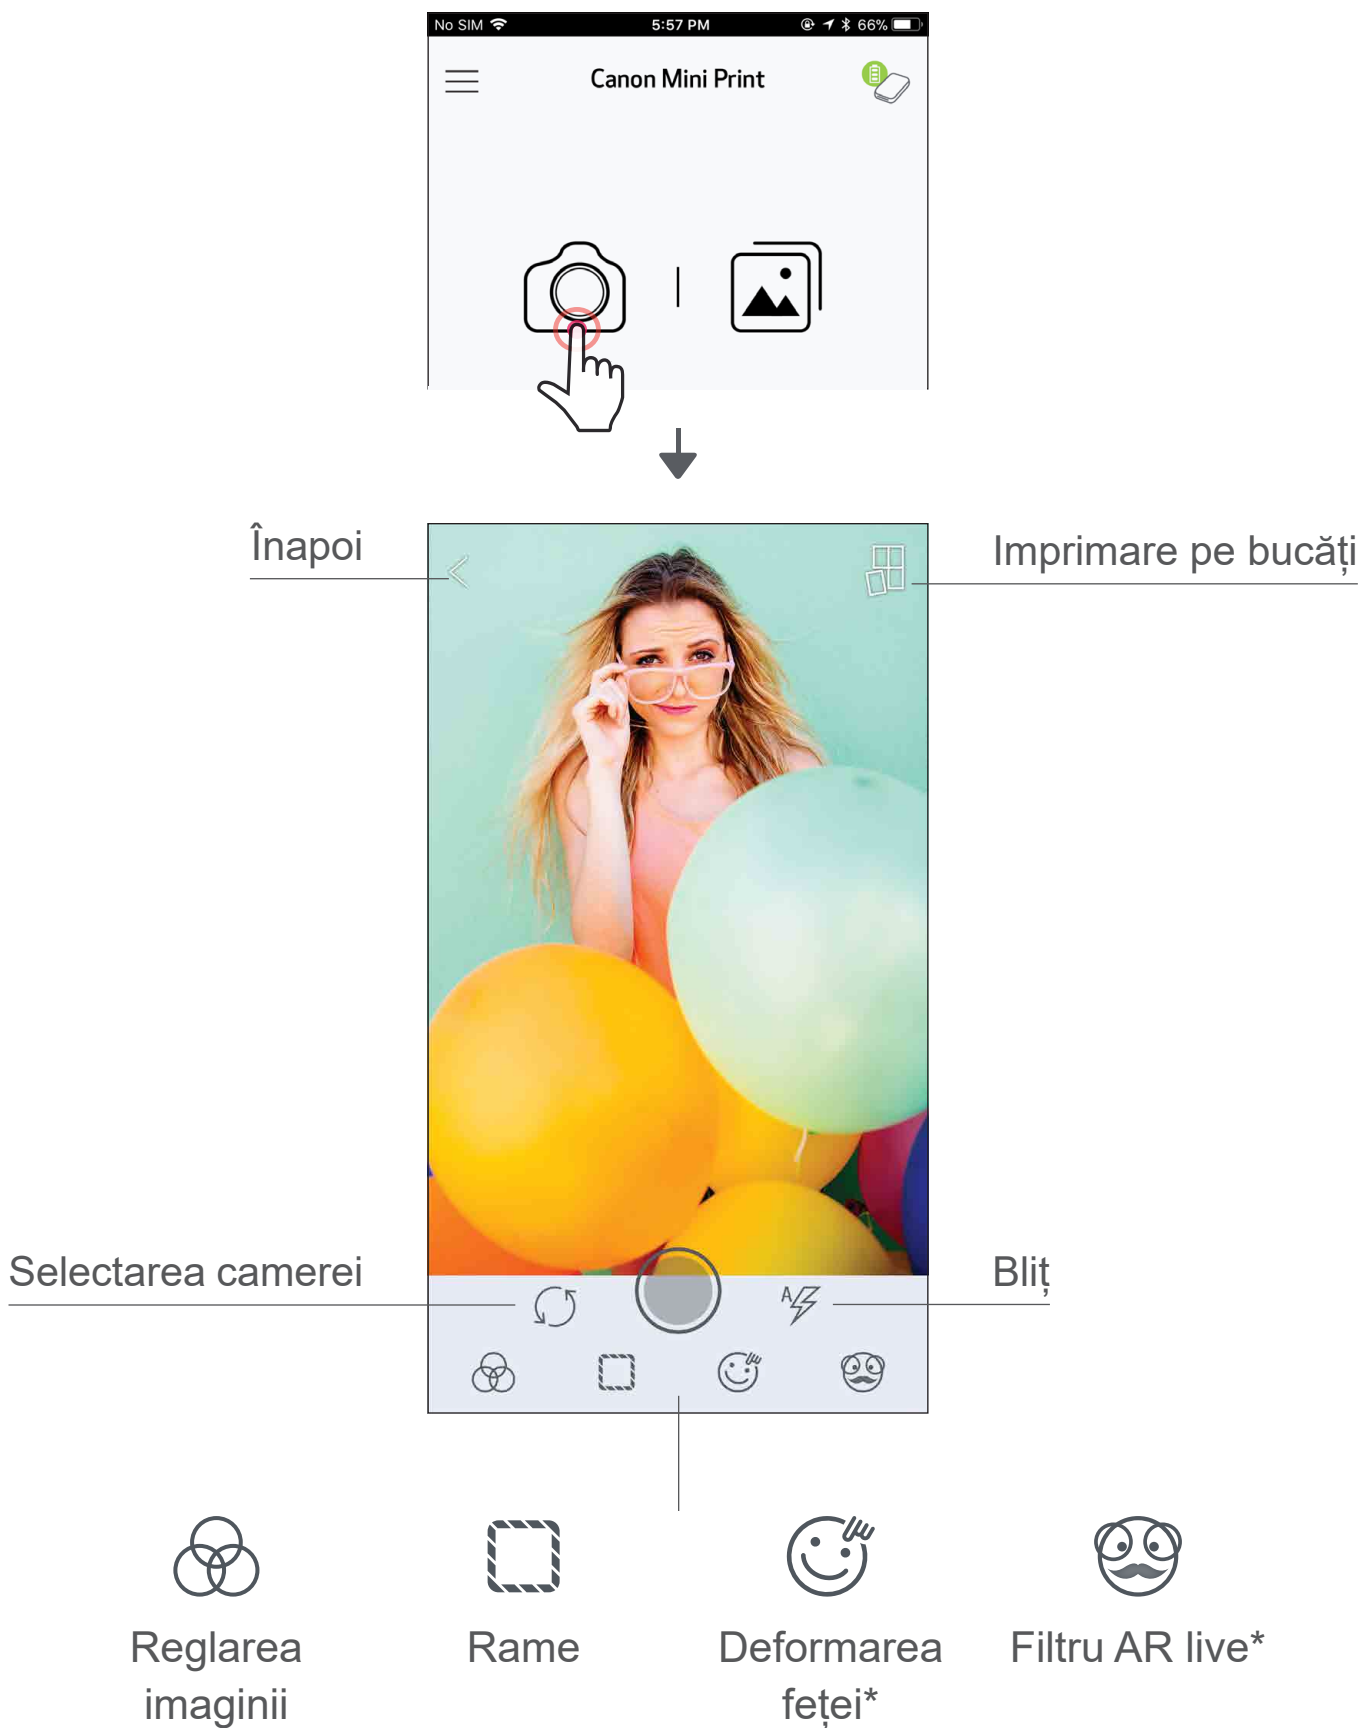 No SIM 5:57 PM 66%
Canon Mini Print
Înapoi
Imprimare pe bucăți
Selectarea camerei
Bliț
A
Reglarea imaginii
Rame
Deformarea feței*
Filtru AR live*